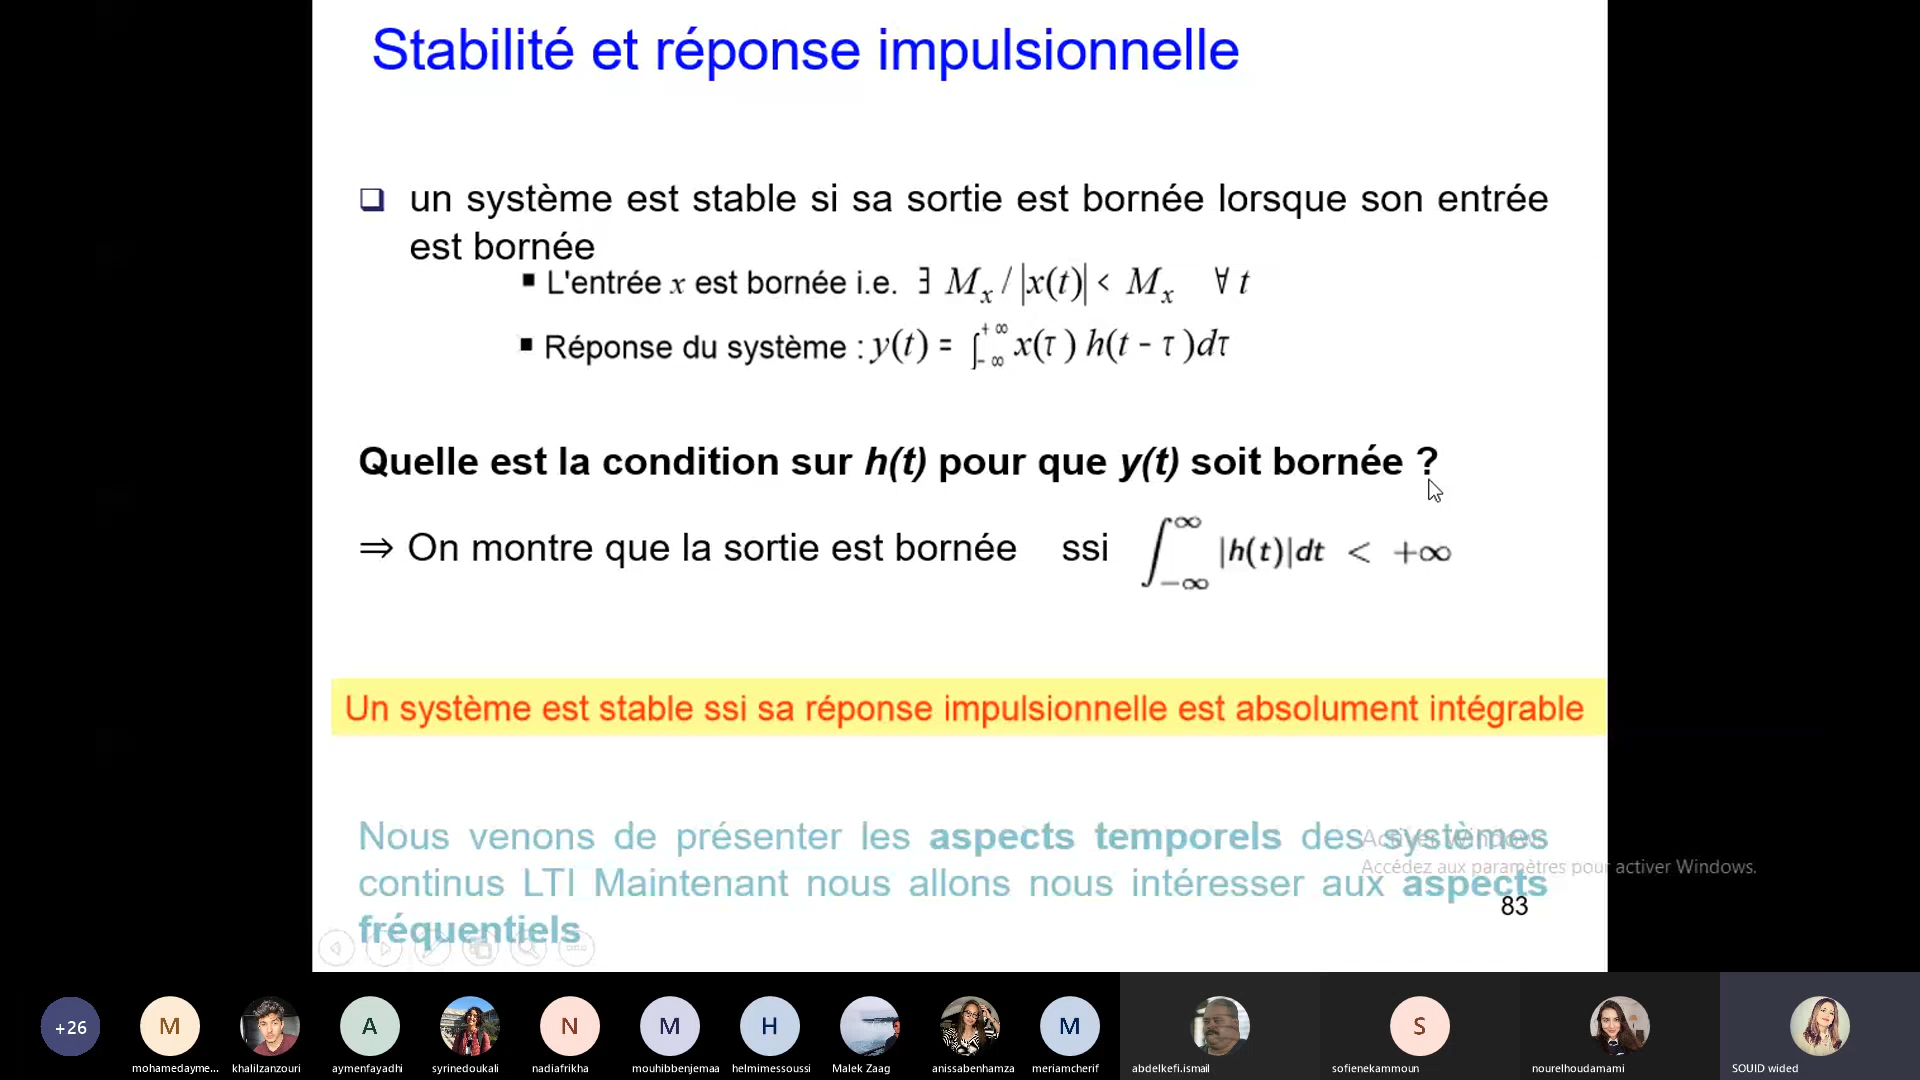 Stabilité et réponse impulsionnelle
❑ un système est stable si sa sortie est bornée lorsque son entrée
est bornée
▪ L'entrée x est bornée i.e. ∃ M_x / |x(t)| < M_x ∀ t
▪ Réponse du système : y(t) = ∫_{-∞}^{+∞} x(τ) h(t - τ)dτ
Quelle est la condition sur h(t) pour que y(t) soit bornée ?
⇒ On montre que la sortie est bornée ssi ∫_{-∞}^{∞} |h(t)|dt < +∞
Un système est stable ssi sa réponse impulsionnelle est absolument intégrable
Nous venons de présenter les aspects temporels des systèmes
continus LTI Maintenant nous allons nous intéresser aux aspects
fréquentiels
Activer Windows
Accédez aux paramètres pour activer Windows.
83
+26
M
A
N
M
H
M
S
mohamedayme...
khalilzanzouri
aymenfayadhi
syrinedoukali
nadiafrikha
mouhibbenjemaa
helmimessoussi
Malek Zaag
anissabenhamza
meriamcherif
abdelkefi.ismail
sofienekammoun
nourelhoudamami
SOUID wided